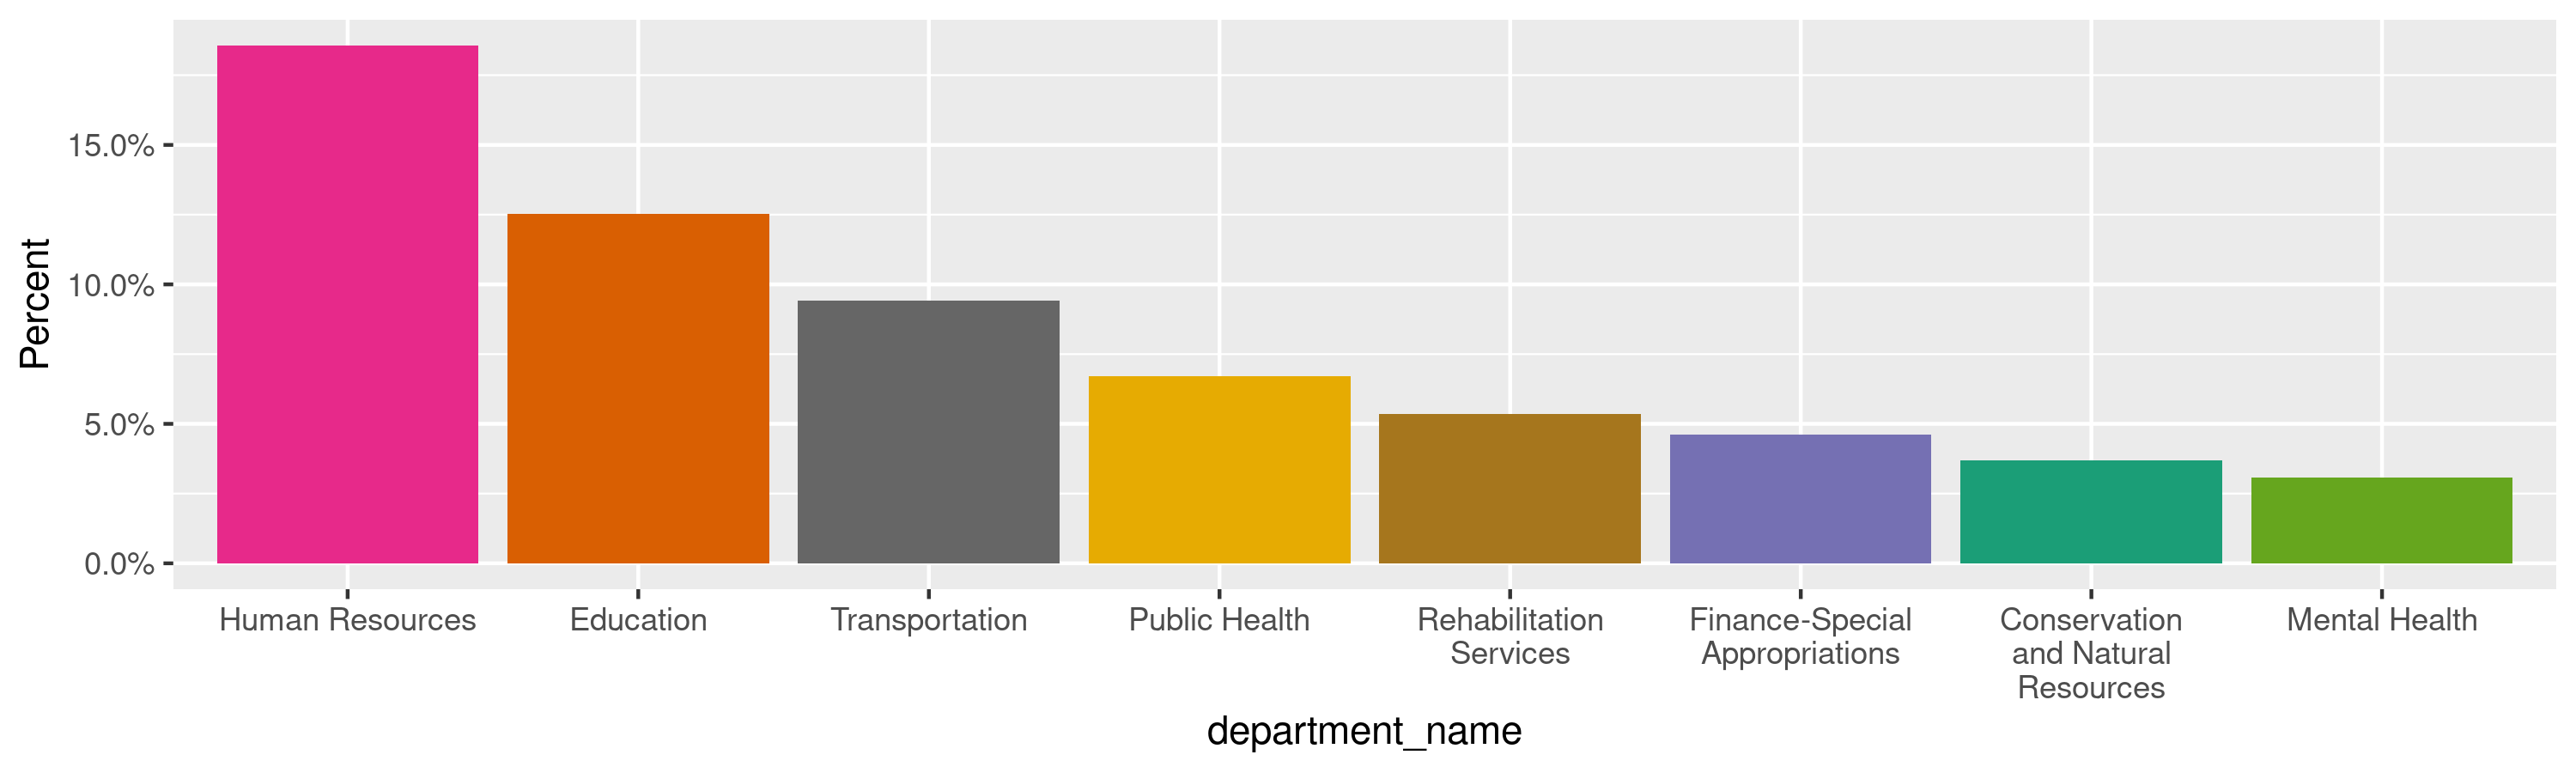 Percent
15.0%
10.0%
5.0%
0.0%
Human Resources
Education
Transportation
Public Health
Rehabilitation
Services
Finance-Special
Appropriations
Conservation
and Natural
Resources
Mental Health
department_name